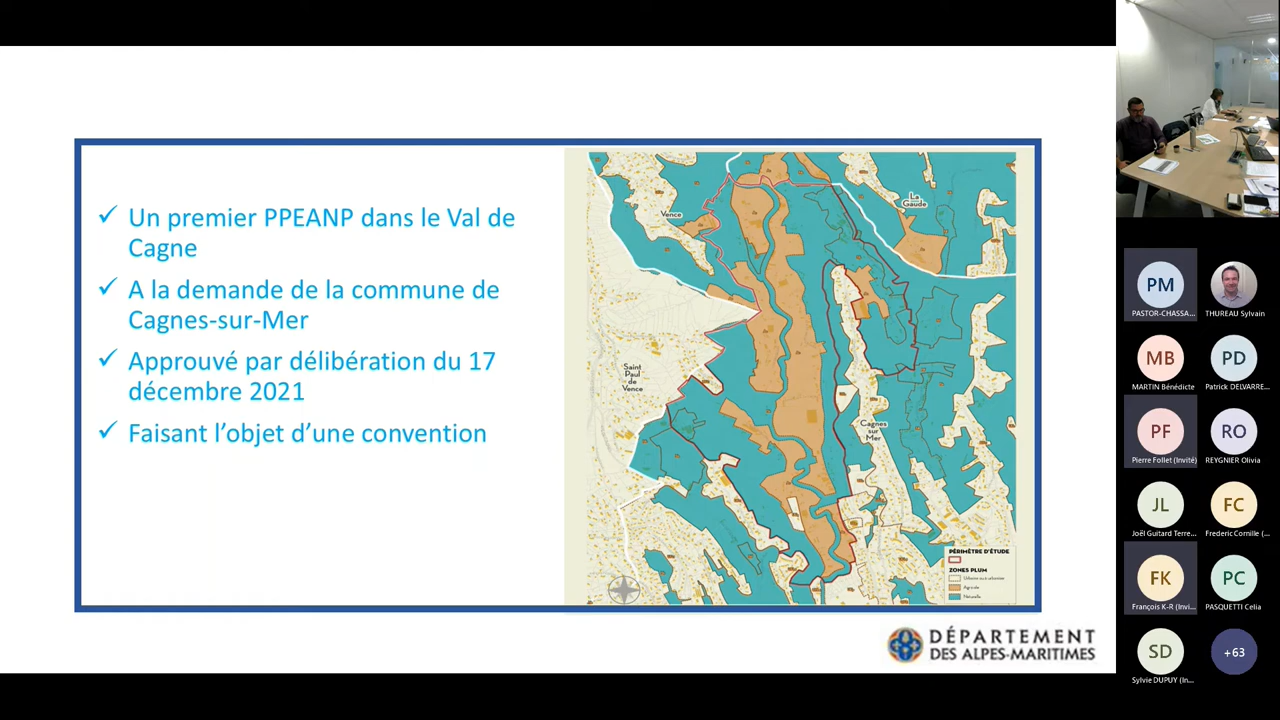 ✓ Un premier PPEANP dans le Val de
Cagne
✓ A la demande de la commune de
Cagnes-sur-Mer
✓ Approuvé par délibération du 17
décembre 2021
✓ Faisant l’objet d’une convention
Vence
La
Gaude
Saint
Paul
de
Vence
Cagnes
sur
Mer
PÉRIMÈTRE D'ÉTUDE
ZONES PLUM
Agricole
Naturelle
DÉPARTEMENT
DES ALPES-MARITIMES
PM
PASTOR-CHASSA...
THUREAU Sylvain
MB
MARTIN Bénédicte
PD
Patrick DELVARRE...
PF
Pierre Follet (Invité)
RO
REYGNIER Olivia
JL
Joël Guitard Terre...
FC
Frederic Cornille (...
FK
François K-R (Invi...
PC
PASQUETTI Celia
SD
Sylvie DUPUY (In...
+63